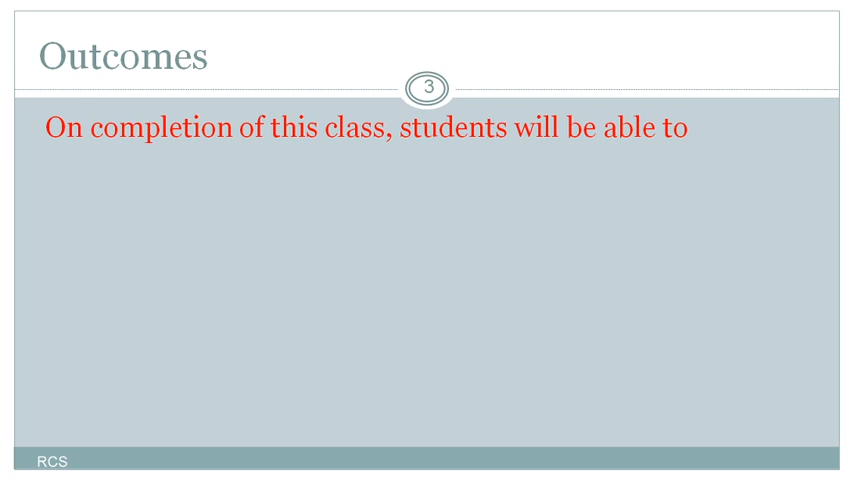 Outcomes
3
On completion of this class, students will be able to
RCS